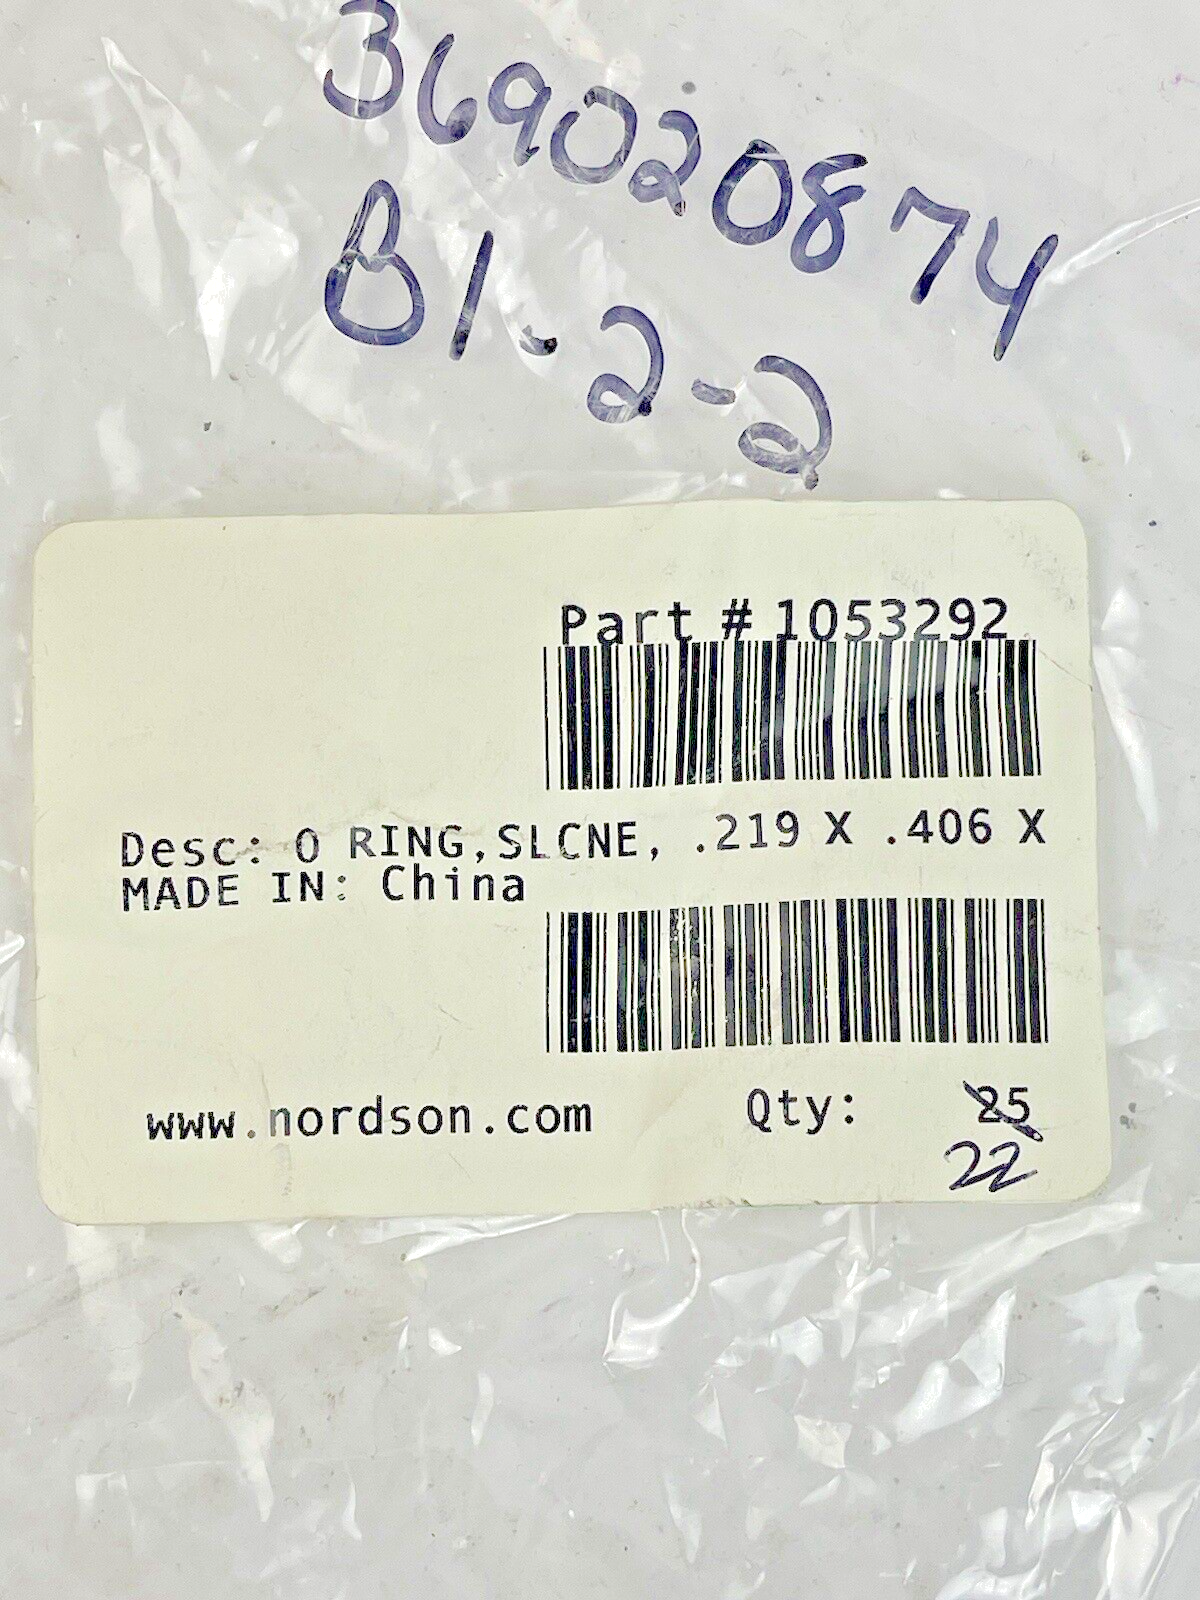 369020874
B1-2-2
Part # 1053292
Desc: O RING,SLCNE, .219 X .406 X
MADE IN: China
www.nordson.com Qty: 25
22